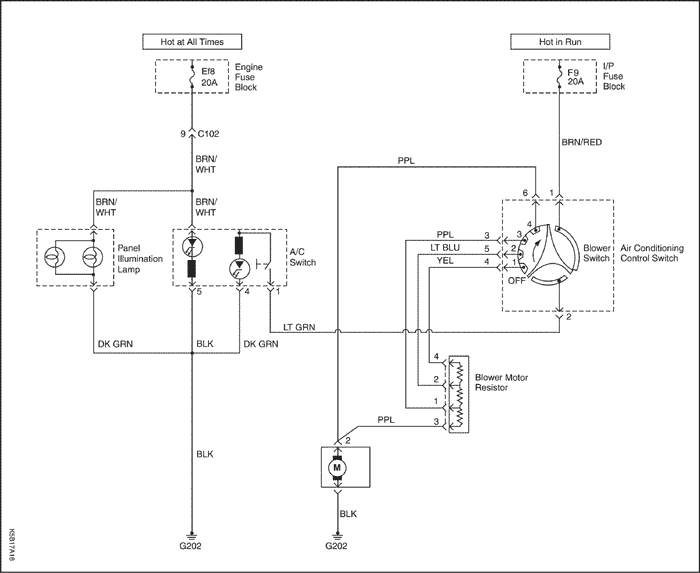 Hot at All Times
Hot in Run
Ef8
20A
Engine
Fuse
Block
F9
20A
I/P
Fuse
Block
9 C102
BRN/RED
BRN/
WHT
PPL
BRN/
WHT
BRN/
WHT
6 1
4
Panel
Illumination
Lamp
A/C
Switch
PPL 3 3
LT BLU 5 2
YEL 4 1
OFF
Blower
Switch
Air Conditioning
Control Switch
5 4 1
2
LT GRN
DK GRN BLK DK GRN
4
2
1
3
Blower Motor
Resistor
PPL
2
BLK
M
BLK
G202 G202
K5B17A16